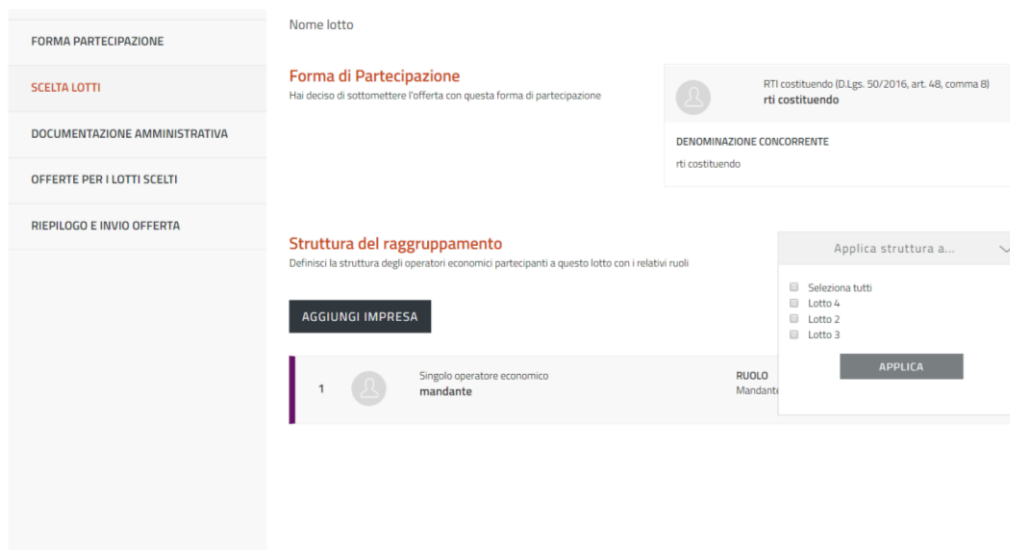 Nome lotto
FORMA PARTECIPAZIONE
SCELTA LOTTI
DOCUMENTAZIONE AMMINISTRATIVA
OFFERTE PER I LOTTI SCELTI
RIEPILOGO E INVIO OFFERTA
Forma di Partecipazione
Hai deciso di sottomettere l'offerta con questa forma di partecipazione
RTI costituendo (D.Lgs. 50/2016, art. 48, comma 8)
rti costituendo
DENOMINAZIONE CONCORRENTE
rti costituendo
Struttura del raggruppamento
Definisci la struttura degli operatori economici partecipanti a questo lotto con i relativi ruoli
AGGIUNGI IMPRESA
Applica struttura a...
Seleziona tutti
Lotto 4
Lotto 2
Lotto 3
APPLICA
1
Singolo operatore economico
mandante
RUOLO
Mandante